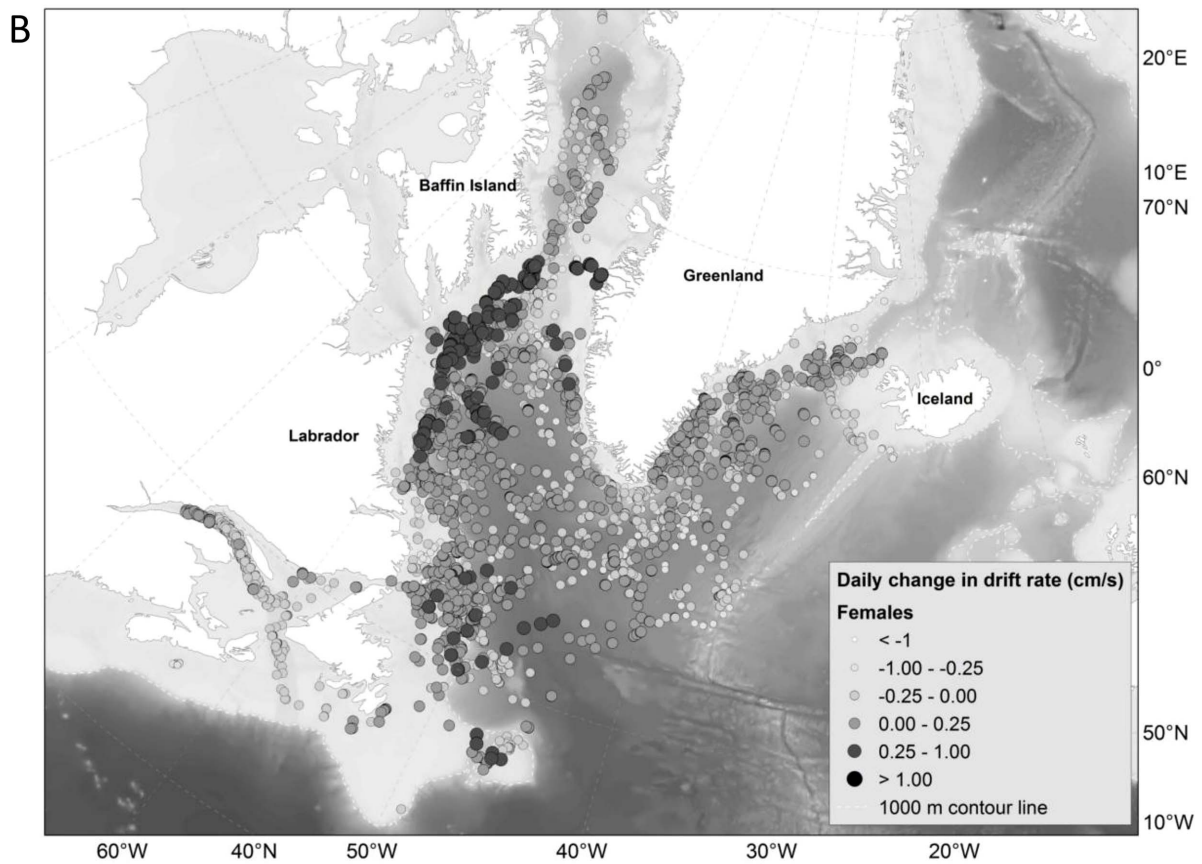 B
20°E
Baffin Island
10°E
70°N
Greenland
0°
Iceland
Labrador
60°N
Daily change in drift rate (cm/s)
Females
< -1
-1.00 - -0.25
-0.25 - 0.00
0.00 - 0.25
0.25 - 1.00
> 1.00
1000 m contour line
50°N
10°W
60°W 40°N 50°W 40°W 30°W 20°W